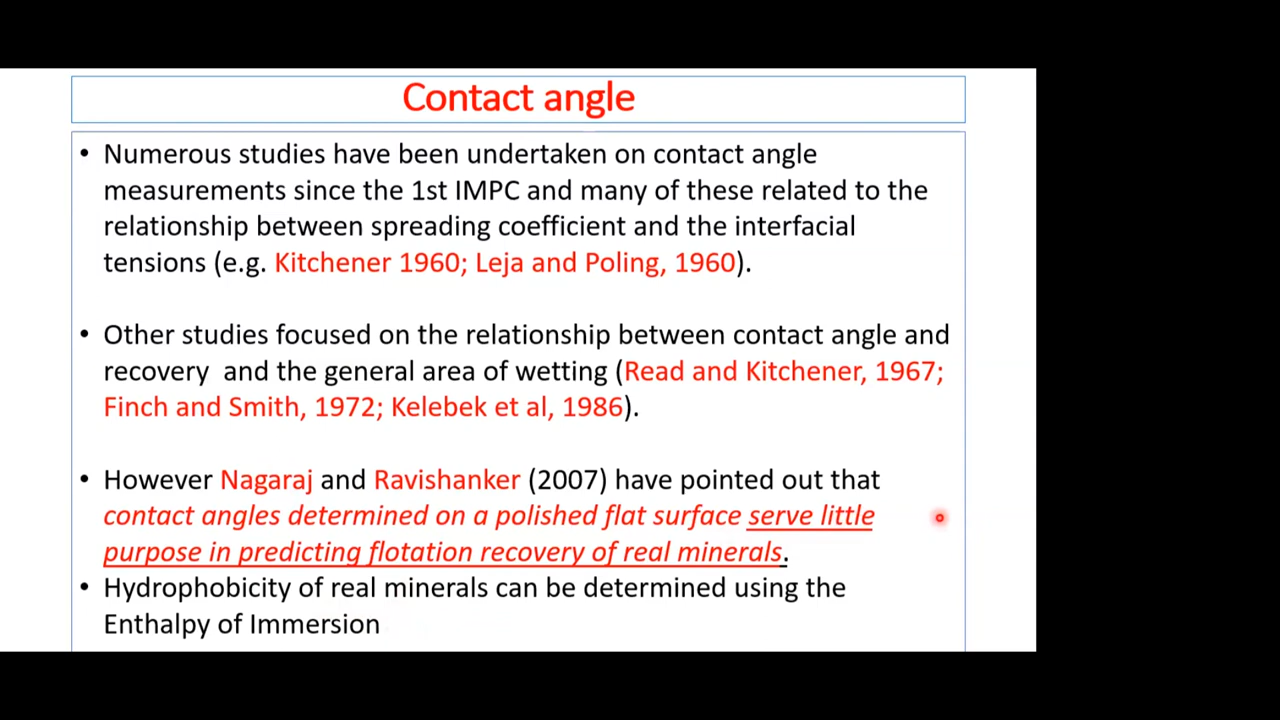 Contact angle
• Numerous studies have been undertaken on contact angle
measurements since the 1st IMPC and many of these related to the
relationship between spreading coefficient and the interfacial
tensions (e.g. Kitchener 1960; Leja and Poling, 1960).
• Other studies focused on the relationship between contact angle and
recovery  and the general area of wetting (Read and Kitchener, 1967;
Finch and Smith, 1972; Kelebek et al, 1986).
• However Nagaraj and Ravishanker (2007) have pointed out that
contact angles determined on a polished flat surface serve little
purpose in predicting flotation recovery of real minerals.
• Hydrophobicity of real minerals can be determined using the
Enthalpy of Immersion